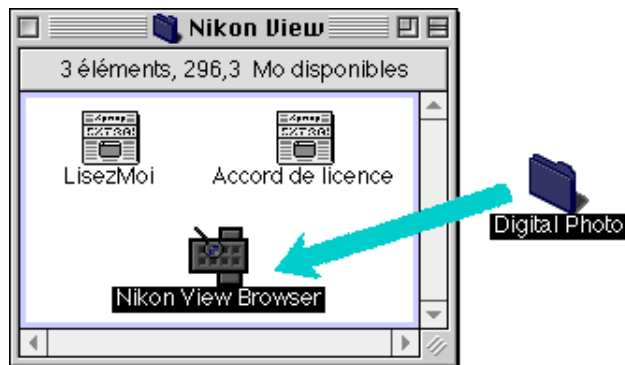 Nikon View
3 éléments, 296,3 Mo disponibles
LisezMoi
Accord de licence
Digital Photo
Nikon View Browser